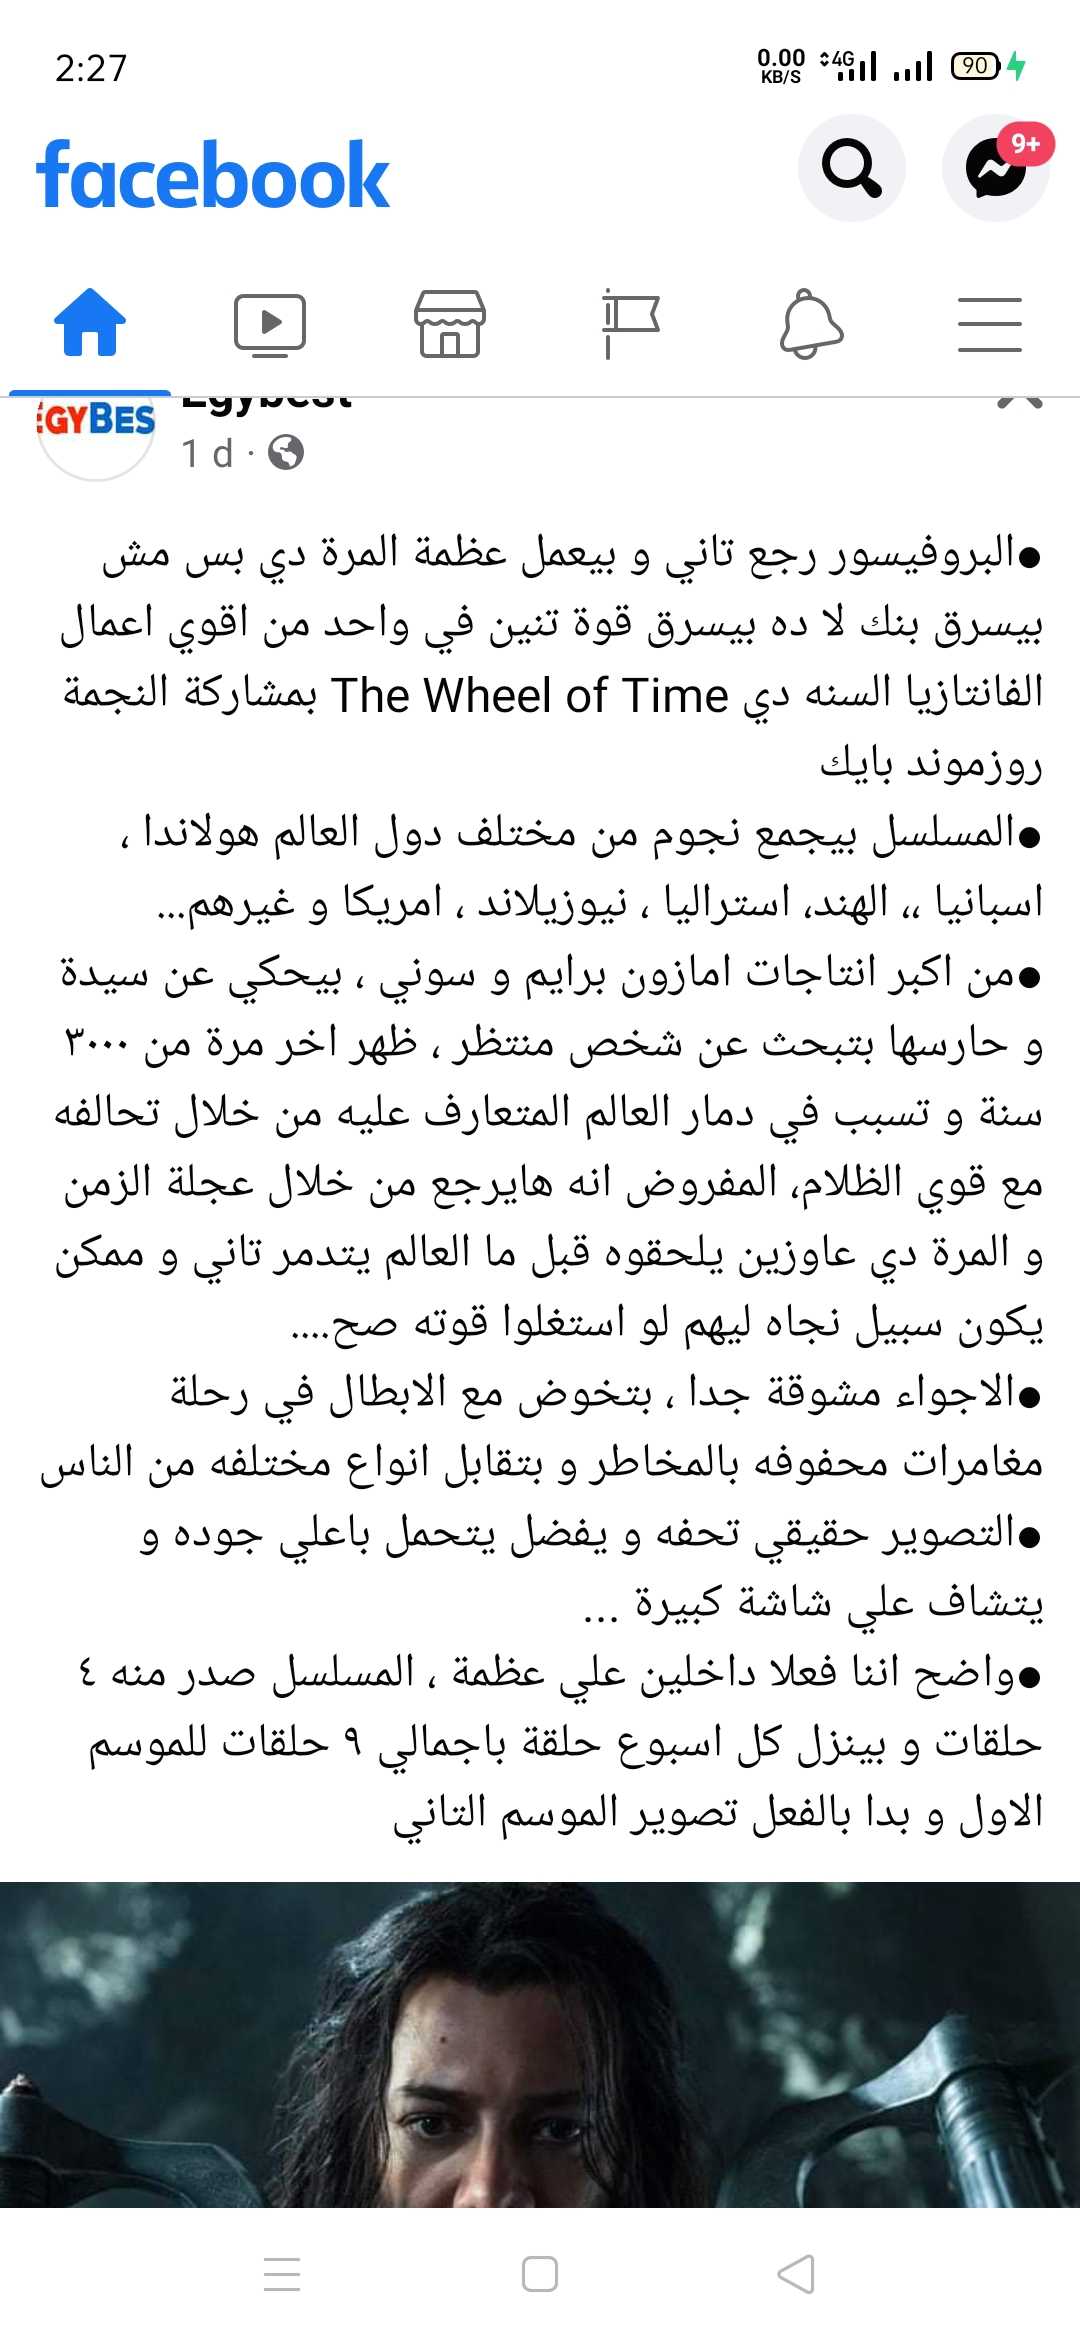 2:27
0.00 KB/S 4G 90
facebook
9+
EGYBES
Egybest
1 d ·
●البروفيسور رجع تاني و بيعمل عظمة المرة دي بس مش
بيسرق بنك لا ده بيسرق قوة تنين في واحد من اقوي اعمال
الفانتازيا السنه دي The Wheel of Time بمشاركة النجمة
روزموند بايك
●المسلسل بيجمع نجوم من مختلف دول العالم هولاندا ،
اسبانيا ،، الهند، استراليا ، نيوزيلاند ، امريكا و غيرهم...
●من اكبر انتاجات امازون برايم و سوني ، بيحكي عن سيدة
و حارسها بتبحث عن شخص منتظر ، ظهر اخر مرة من ٣٠٠٠
سنة و تسبب في دمار العالم المتعارف عليه من خلال تحالفه
مع قوي الظلام، المفروض انه هايرجع من خلال عجلة الزمن
و المرة دي عاوزين يلحقوه قبل ما العالم يتدمر تاني و ممكن
يكون سبيل نجاه ليهم لو استغلوا قوته صح....
●الاجواء مشوقة جدا ، بتخوض مع الابطال في رحلة
مغامرات محفوفه بالمخاطر و بتقابل انواع مختلفه من الناس
●التصوير حقيقي تحفه و يفضل يتحمل باعلي جوده و
يتشاف علي شاشة كبيرة ...
●واضح اننا فعلا داخلين علي عظمة ، المسلسل صدر منه ٤
حلقات و بينزل كل اسبوع حلقة باجمالي ٩ حلقات للموسم
الاول و بدا بالفعل تصوير الموسم التاني